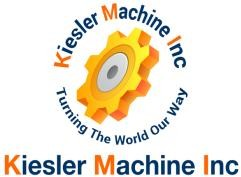 Kiesler Machine Inc
Turning The World Our Way
Kiesler Machine Inc